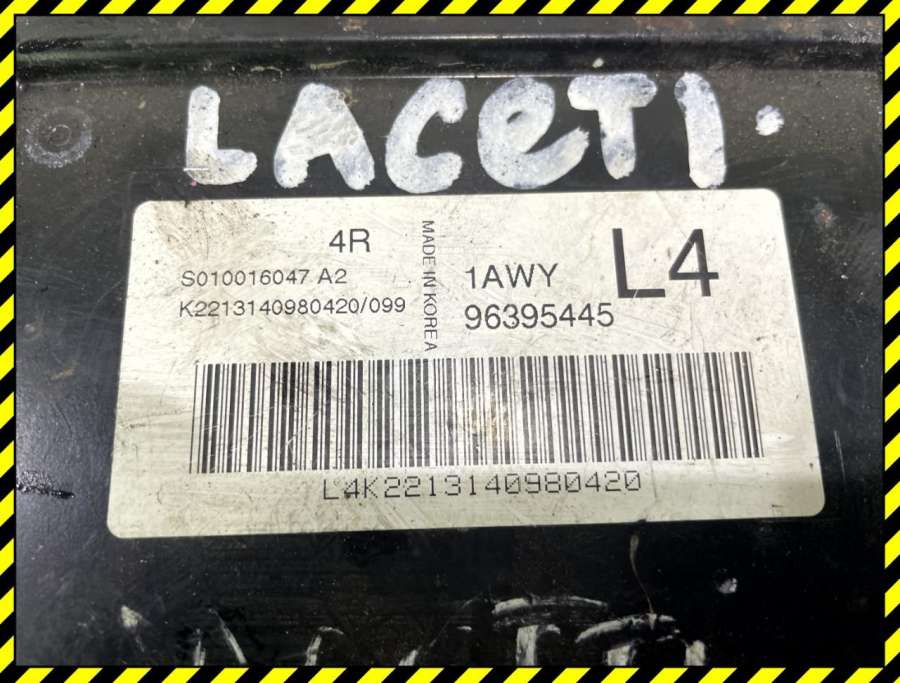 LACETI
4R
S010016047 A2
K2213140980420/099
MADE IN KOREA
1AWY
L4
96395445
L4K2213140980420